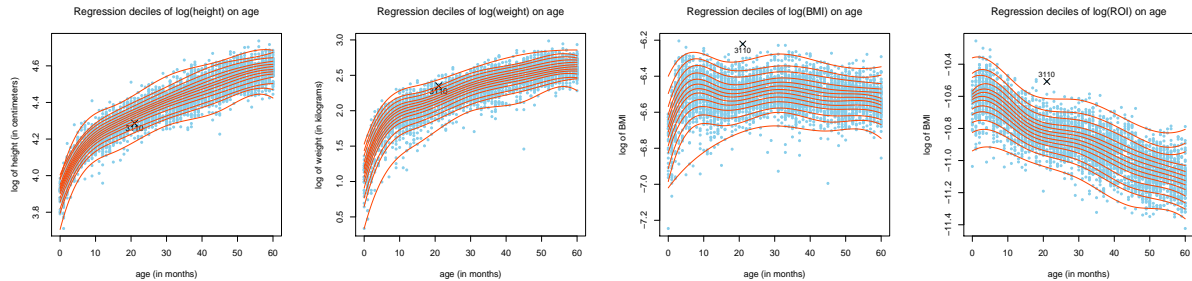 Regression deciles of log(height) on age
log of height (in centimeters)
4.6
4.4
4.2
4.0
3.8
3110
0 10 20 30 40 50 60
age (in months)
Regression deciles of log(weight) on age
log of weight (in kilograms)
3.0
2.5
2.0
1.5
1.0
0.5
3110
0 10 20 30 40 50 60
age (in months)
Regression deciles of log(BMI) on age
log of BMI
−6.2
−6.4
−6.6
−6.8
−7.0
−7.2
3110
0 10 20 30 40 50 60
age (in months)
Regression deciles of log(ROI) on age
log of BMI
−10.4
−10.6
−10.8
−11.0
−11.2
−11.4
3110
0 10 20 30 40 50 60
age (in months)